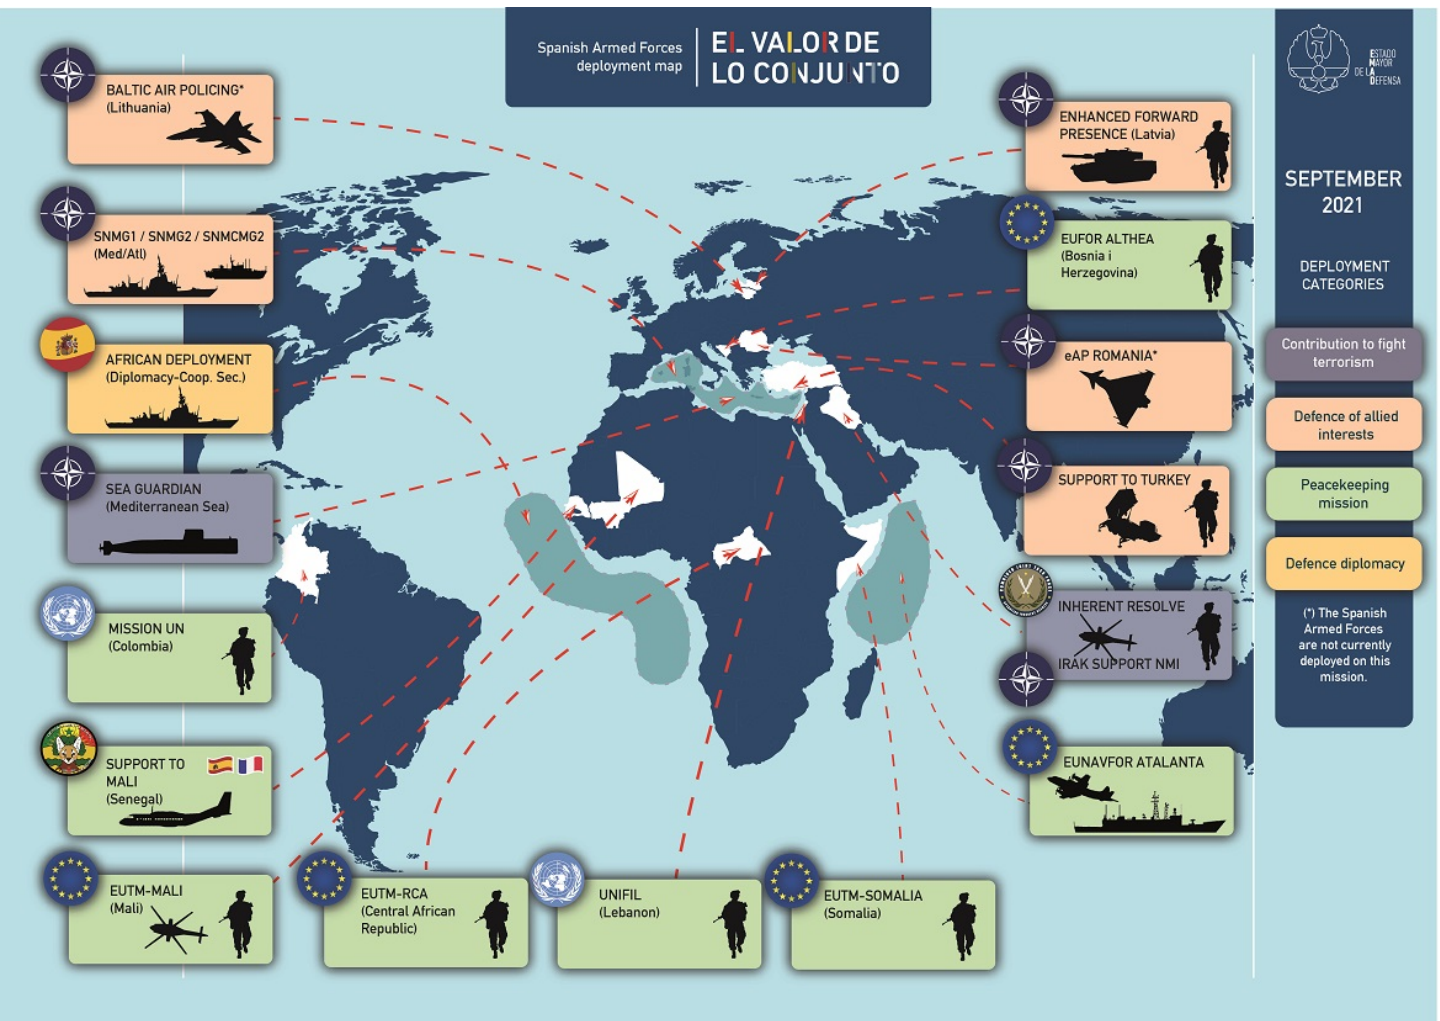 Spanish Armed Forces
deployment map
EL VALOR DE
LO CONJUNTO
BALTIC AIR POLICING*
(Lithuania)
SNMG1 / SNMG2 / SNMCMG2
(Med/Atl)
AFRICAN DEPLOYMENT
(Diplomacy-Coop. Sec.)
SEA GUARDIAN
(Mediterranean Sea)
MISSION UN
(Colombia)
SUPPORT TO
MALI
(Senegal)
EUTM-MALI
(Mali)
EUTM-RCA
(Central African
Republic)
UNIFIL
(Lebanon)
EUTM-SOMALIA
(Somalia)
ENHANCED FORWARD
PRESENCE (Latvia)
EUFOR ALTHEA
(Bosnia i
Herzegovina)
eAP ROMANIA*
SUPPORT TO TURKEY
INHERENT RESOLVE
IRAK SUPPORT NMI
EUNAVFOR ATALANTA
ESTADO
MAYOR
DE LA DEFENSA
SEPTEMBER
2021
DEPLOYMENT
CATEGORIES
Contribution to fight
terrorism
Defence of allied
interests
Peacekeeping
mission
Defence diplomacy
(*) The Spanish
Armed Forces
are not currently
deployed on this
mission.